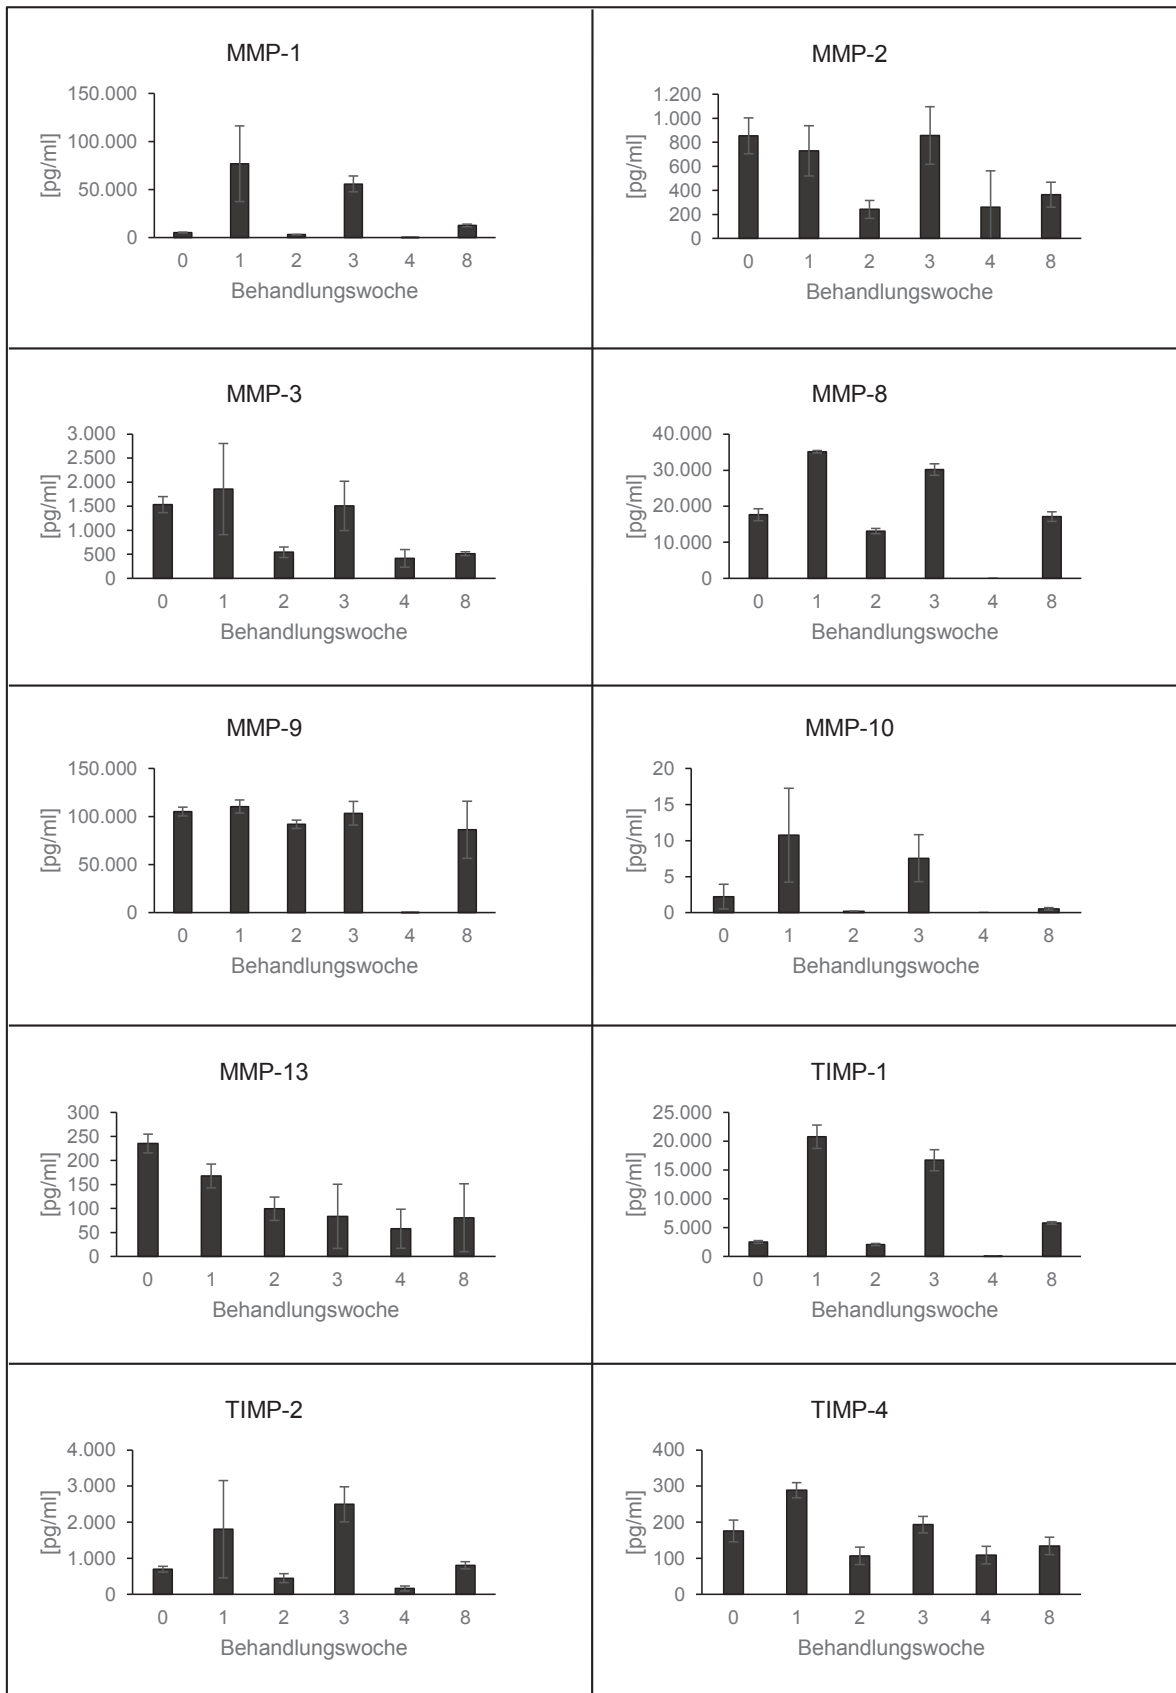 MMP-1
150.000
100.000
50.000
0
[pg/ml]
0 1 2 3 4 8
Behandlungswoche
MMP-2
1.200
1.000
800
600
400
200
0
[pg/ml]
0 1 2 3 4 8
Behandlungswoche
MMP-3
3.000
2.500
2.000
1.500
1.000
500
0
[pg/ml]
0 1 2 3 4 8
Behandlungswoche
MMP-8
40.000
30.000
20.000
10.000
0
[pg/ml]
0 1 2 3 4 8
Behandlungswoche
MMP-9
150.000
100.000
50.000
0
[pg/ml]
0 1 2 3 4 8
Behandlungswoche
MMP-10
20
15
10
5
0
[pg/ml]
0 1 2 3 4 8
Behandlungswoche
MMP-13
300
250
200
150
100
50
0
[pg/ml]
0 1 2 3 4 8
Behandlungswoche
TIMP-1
25.000
20.000
15.000
10.000
5.000
0
[pg/ml]
0 1 2 3 4 8
Behandlungswoche
TIMP-2
4.000
3.000
2.000
1.000
0
[pg/ml]
0 1 2 3 4 8
Behandlungswoche
TIMP-4
400
300
200
100
0
[pg/ml]
0 1 2 3 4 8
Behandlungswoche